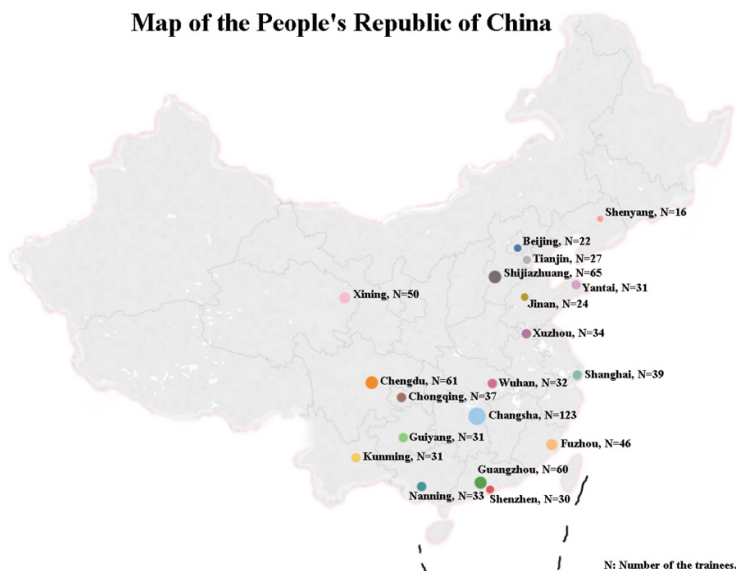 Map of the People's Republic of China
Shenyang, N=16
Beijing, N=22
Tianjin, N=27
Shijiazhuang, N=65
Yantai, N=31
Xining, N=50
Jinan, N=24
Xuzhou, N=34
Shanghai, N=39
Chengdu, N=61
Wuhan, N=32
Chongqing, N=37
Changsha, N=123
Guiyang, N=31
Fuzhou, N=46
Kunming, N=31
Guangzhou, N=60
Nanning, N=33
Shenzhen, N=30
N: Number of the trainees.